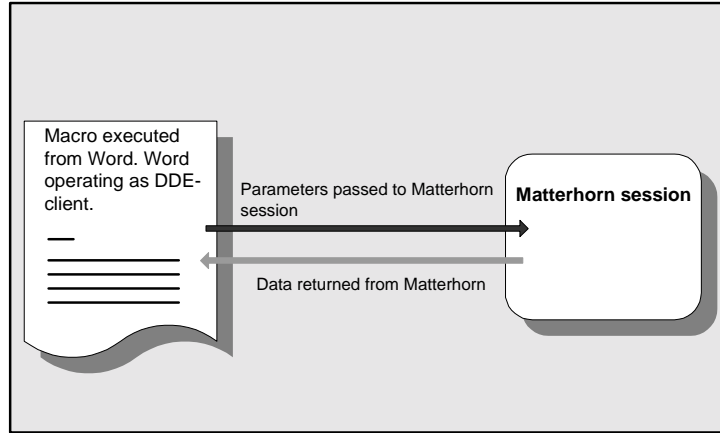 Macro executed
from Word. Word
operating as DDE-
client.
Parameters passed to Matterhorn
session
Matterhorn session
Data returned from Matterhorn